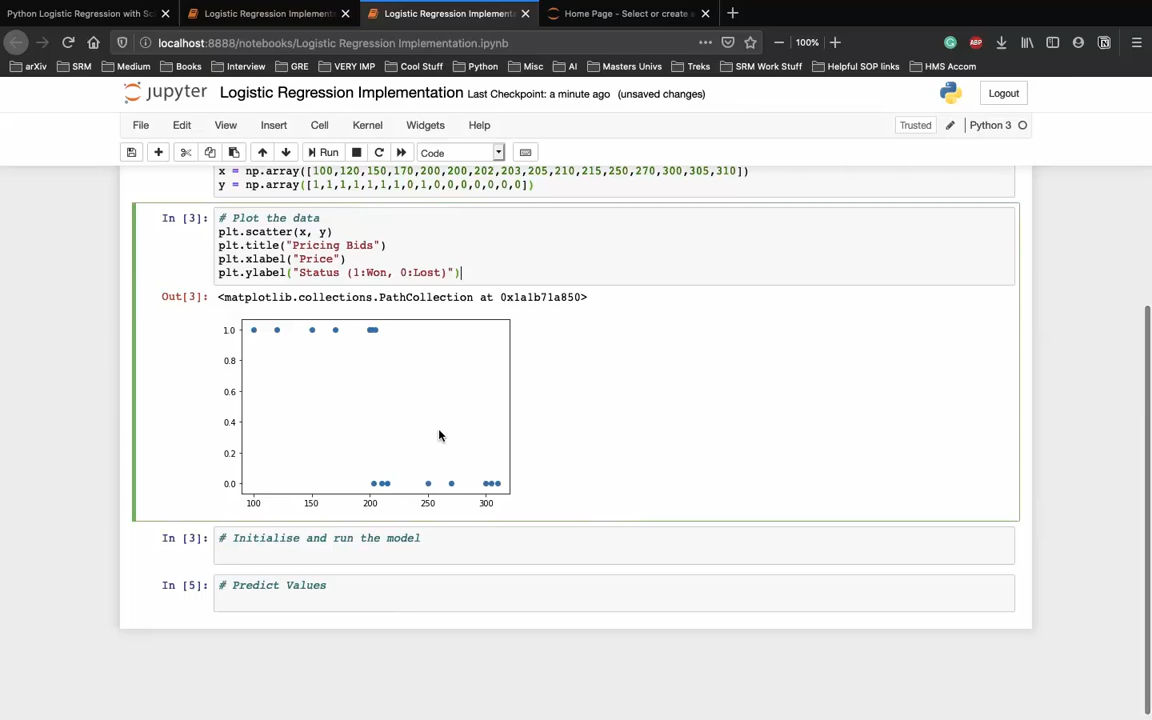 Python Logistic Regression with Sc
Logistic Regression Implementa
Logistic Regression Implementa
Home Page - Select or create a
localhost:8888/notebooks/Logistic Regression Implementation.ipynb
100%
arXiv SRM Medium Books Interview GRE VERY IMP Cool Stuff Python Misc AI Masters Univs Treks SRM Work Stuff Helpful SOP links HMS Accom
jupyter Logistic Regression Implementation Last Checkpoint: a minute ago (unsaved changes) Logout
File Edit View Insert Cell Kernel Widgets Help Trusted Python 3
Run Code
x = np.array([100,120,150,170,200,200,202,203,205,210,215,250,270,300,305,310])
y = np.array([1,1,1,1,1,1,1,0,1,0,0,0,0,0,0,0])
In [3]: # Plot the data
plt.scatter(x, y)
plt.title("Pricing Bids")
plt.xlabel("Price")
plt.ylabel("Status (1:Won, 0:Lost)")
Out[3]: <matplotlib.collections.PathCollection at 0x1a1b71a850>
1.0
0.8
0.6
0.4
0.2
0.0
100 150 200 250 300
In [3]: # Initialise and run the model
In [5]: # Predict Values